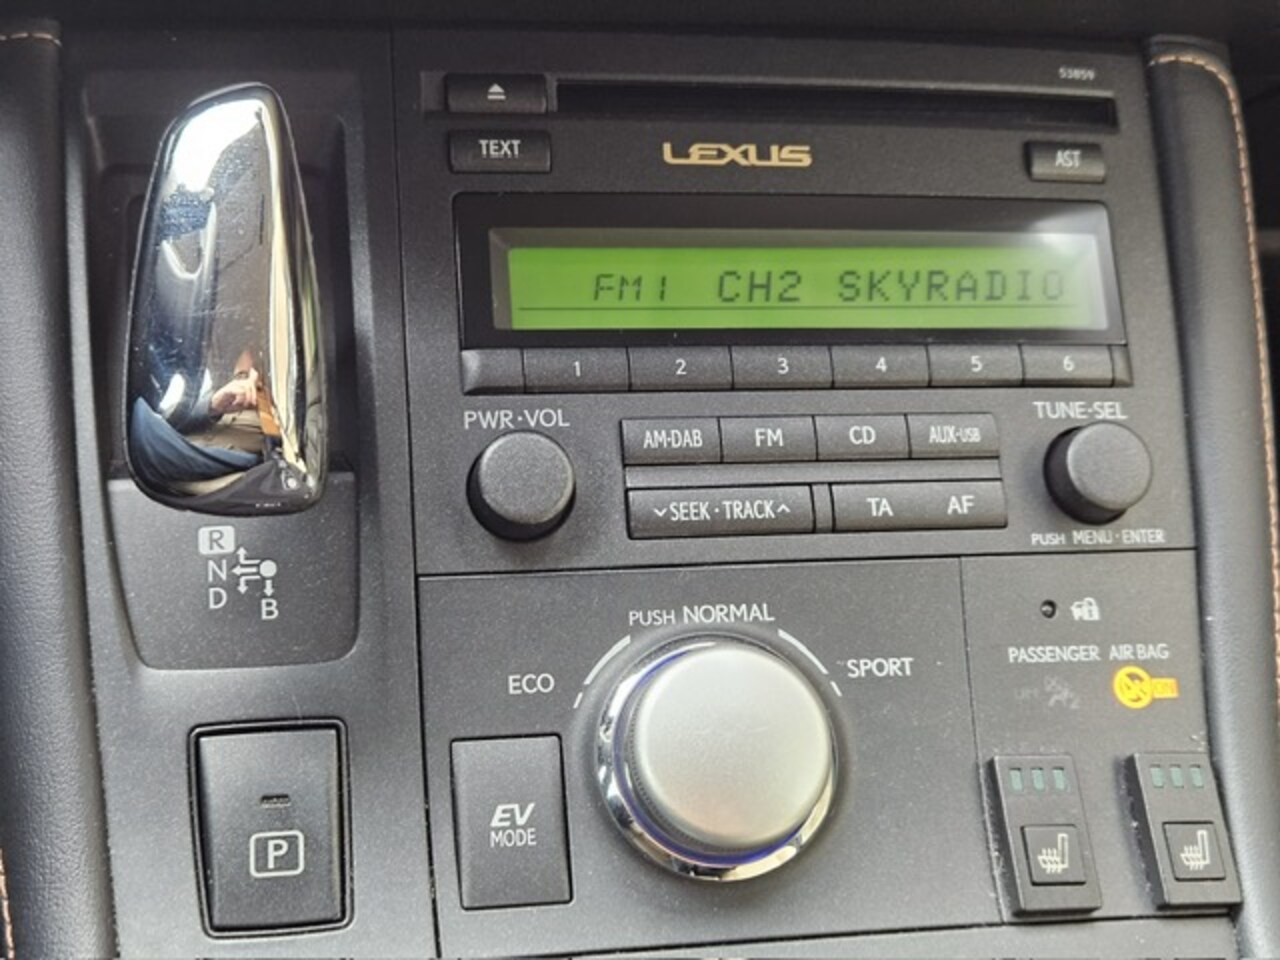 53859
TEXT
LEXUS
AST
FM1 CH2 SKYRADIO
1 2 3 4 5 6
PWR·VOL
TUNE·SEL
AM·DAB FM CD AUX·USB
SEEK·TRACK TA AF
PUSH MENU·ENTER
R
N
D
B
PUSH NORMAL
ECO
SPORT
PASSENGER AIR BAG
P
EV
MODE